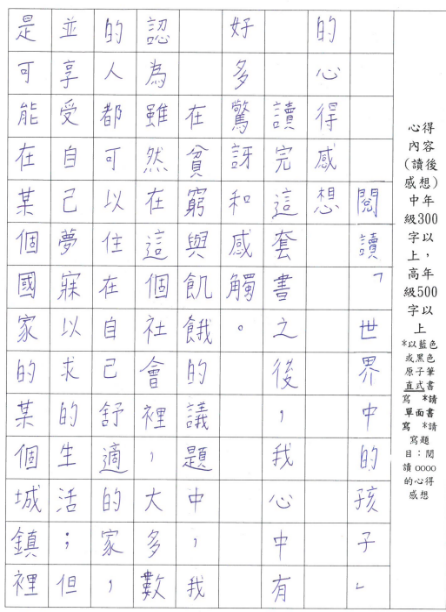 心得
內容
(讀後
感想)
中年
級300
字以
上，
高年
級500
字以
上
*以藍色
或黑色
原子筆
直式書
寫 *請
單面書
寫 *請
寫題
目：閱
讀oooo
的心得
感想
閱讀「世界中的孩子」
的心得感想
讀完這套書之後，我心中有
好多驚訝和感觸。
在貧窮與飢餓的議題中，我
認為雖然在這個社會裡，大多數
的人都可以住在自己舒適的家，
並享受自己夢寐以求的生活；但
是可能在某個國家的某個城鎮裡